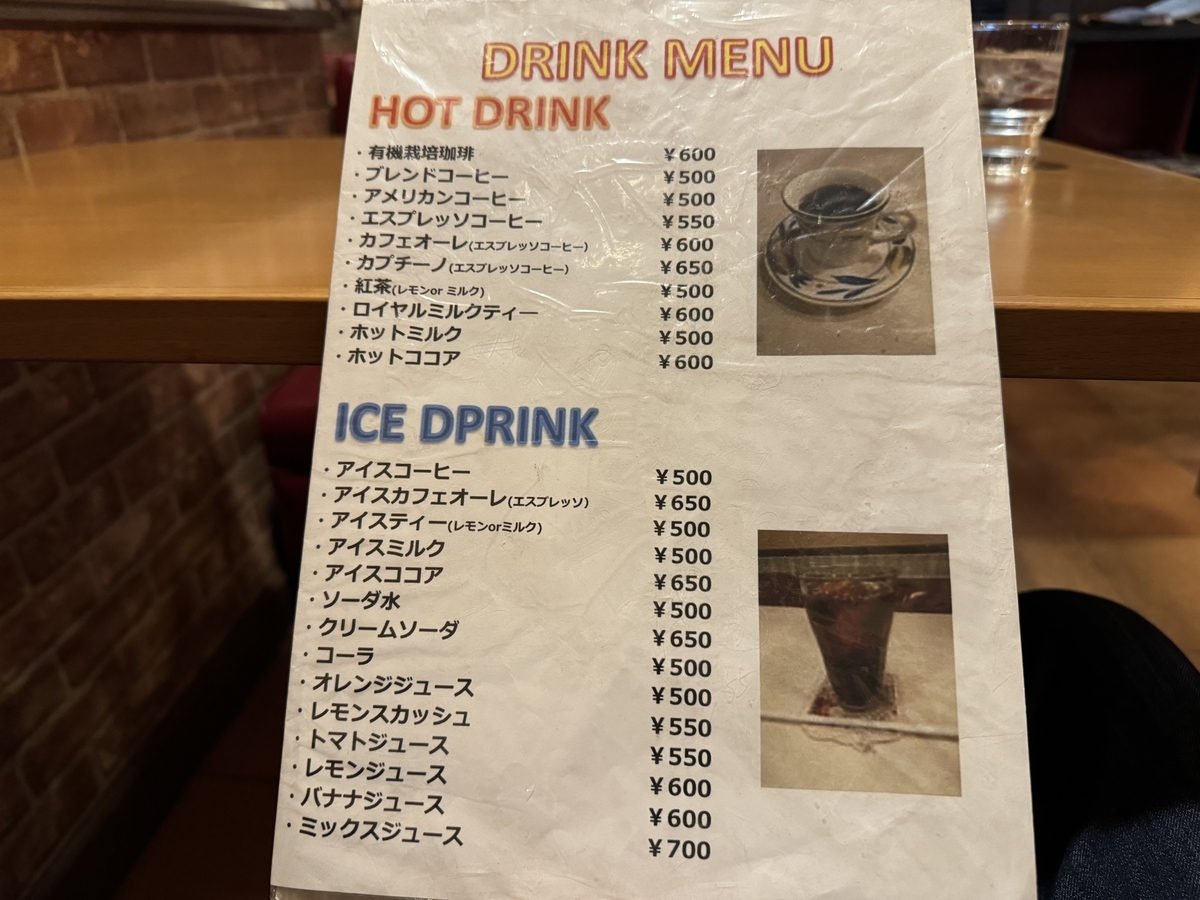 DRINK MENU
HOT DRINK
・有機栽培珈琲 ¥600
・ブレンドコーヒー ¥500
・アメリカンコーヒー ¥500
・エスプレッソコーヒー ¥550
・カフェオーレ(エスプレッソコーヒー) ¥600
・カプチーノ(エスプレッソコーヒー) ¥650
・紅茶(レモンor ミルク) ¥500
・ロイヤルミルクティー ¥600
・ホットミルク ¥500
・ホットココア ¥600
ICE DPRINK
・アイスコーヒー ¥500
・アイスカフェオーレ(エスプレッソ) ¥650
・アイスティー(レモンorミルク) ¥500
・アイスミルク ¥500
・アイスココア ¥650
・ソーダ水 ¥500
・クリームソーダ ¥650
・コーラ ¥500
・オレンジジュース ¥500
・レモンスカッシュ ¥550
・トマトジュース ¥550
・レモンジュース ¥600
・バナナジュース ¥600
・ミックスジュース ¥700